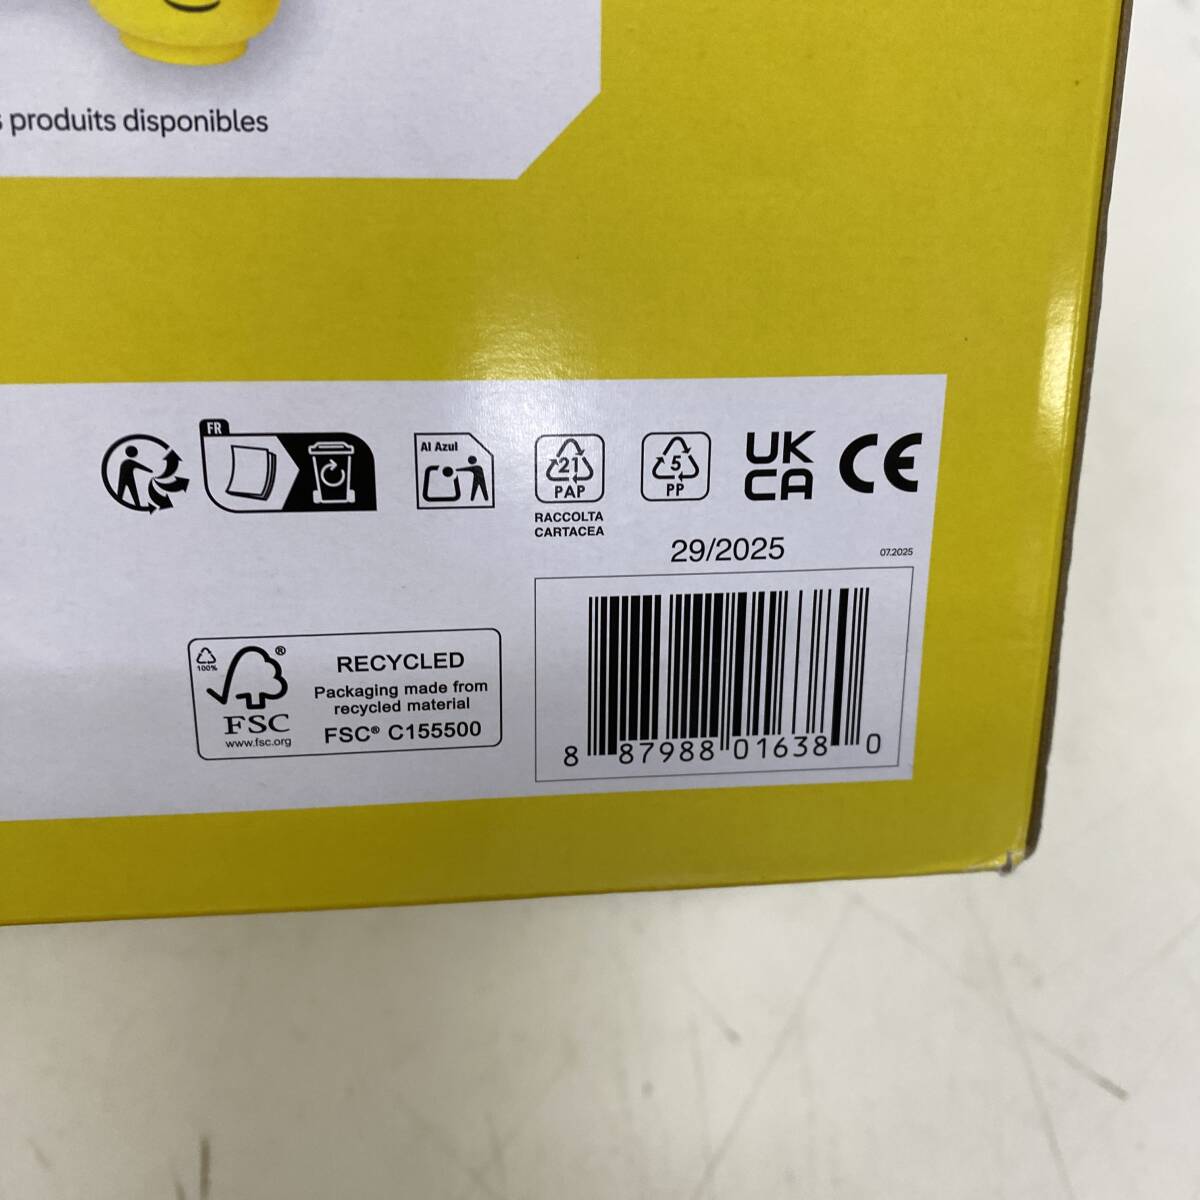 s produits disponibles
FR
Al Azul
21
PAP
RACCOLTA
CARTACEA
5
PP
UK
CA
CE
29/2025
07.2025
100%
®
FSC
www.fsc.org
RECYCLED
Packaging made from
recycled material
FSC® C155500
8 87988 01638 0